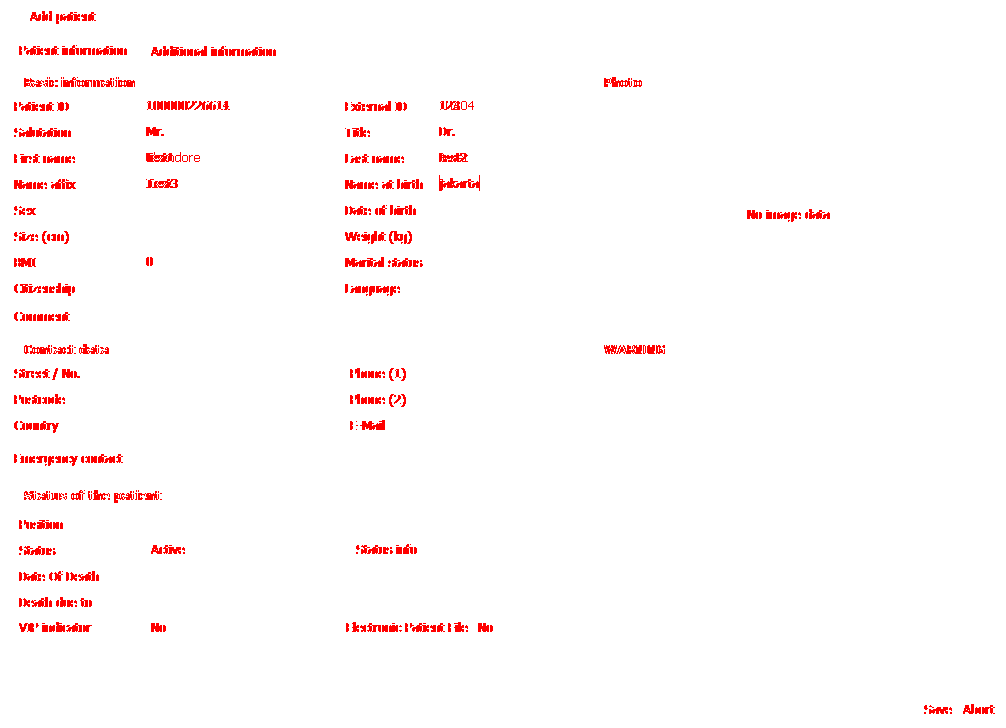 Add patient
Patient information Additional information
Basic information Photo
Patient ID 100000226614 External ID
Salutation Mr. Title Dr.
First name Last name test2
Name affix Test3 Name at birth Jakarta
Sex Date of birth
No image data
Size (cm) Weight (kg)
BMI 0 Marital status
Citizenship Language
Comment
Contact data WARNING
Street / No. Phone (1)
Postcode Phone (2)
Country E-Mail
Emergency contact
Status of the patient
Position
Status Active Status info
Date Of Death
Death due to
VIP indicator No Electronic Patient File No
Save Abort